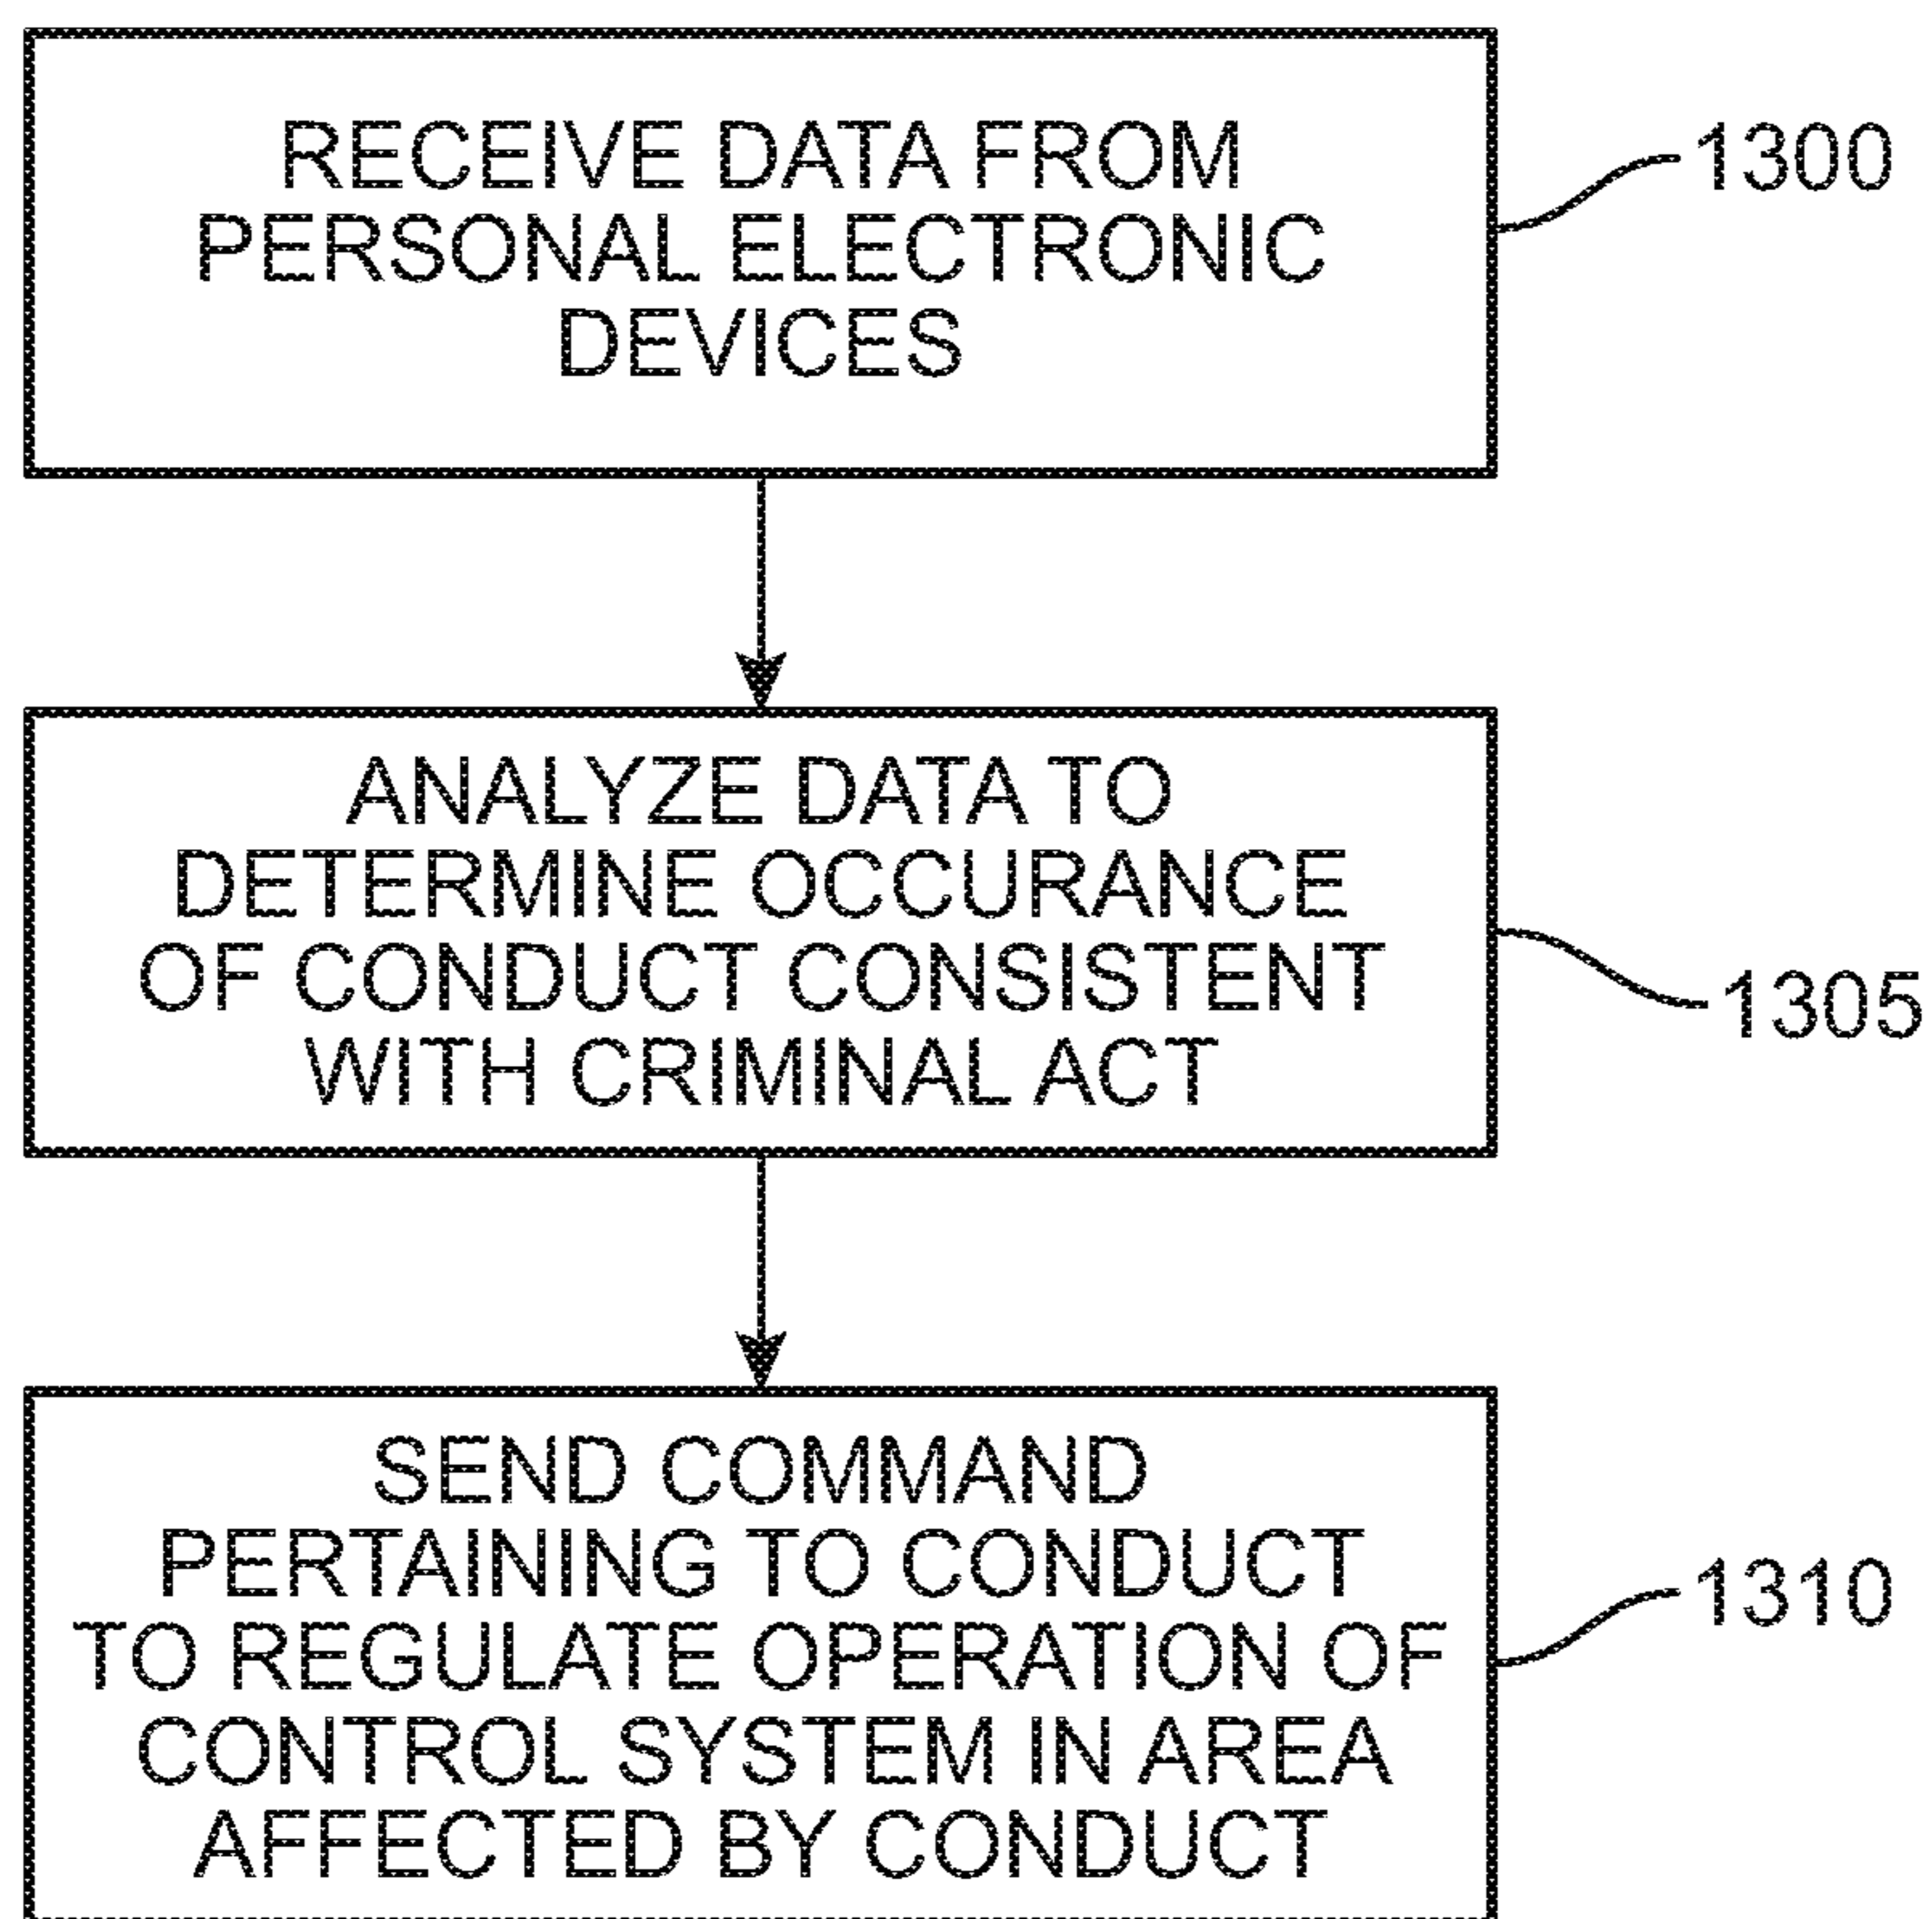 RECEIVE DATA FROM
PERSONAL ELECTRONIC
DEVICES
1300
ANALYZE DATA TO
DETERMINE OCCURANCE
OF CONDUCT CONSISTENT
WITH CRIMINAL ACT
1305
SEND COMMAND
PERTAINING TO CONDUCT
TO REGULATE OPERATION OF
CONTROL SYSTEM IN AREA
AFFECTED BY CONDUCT
1310